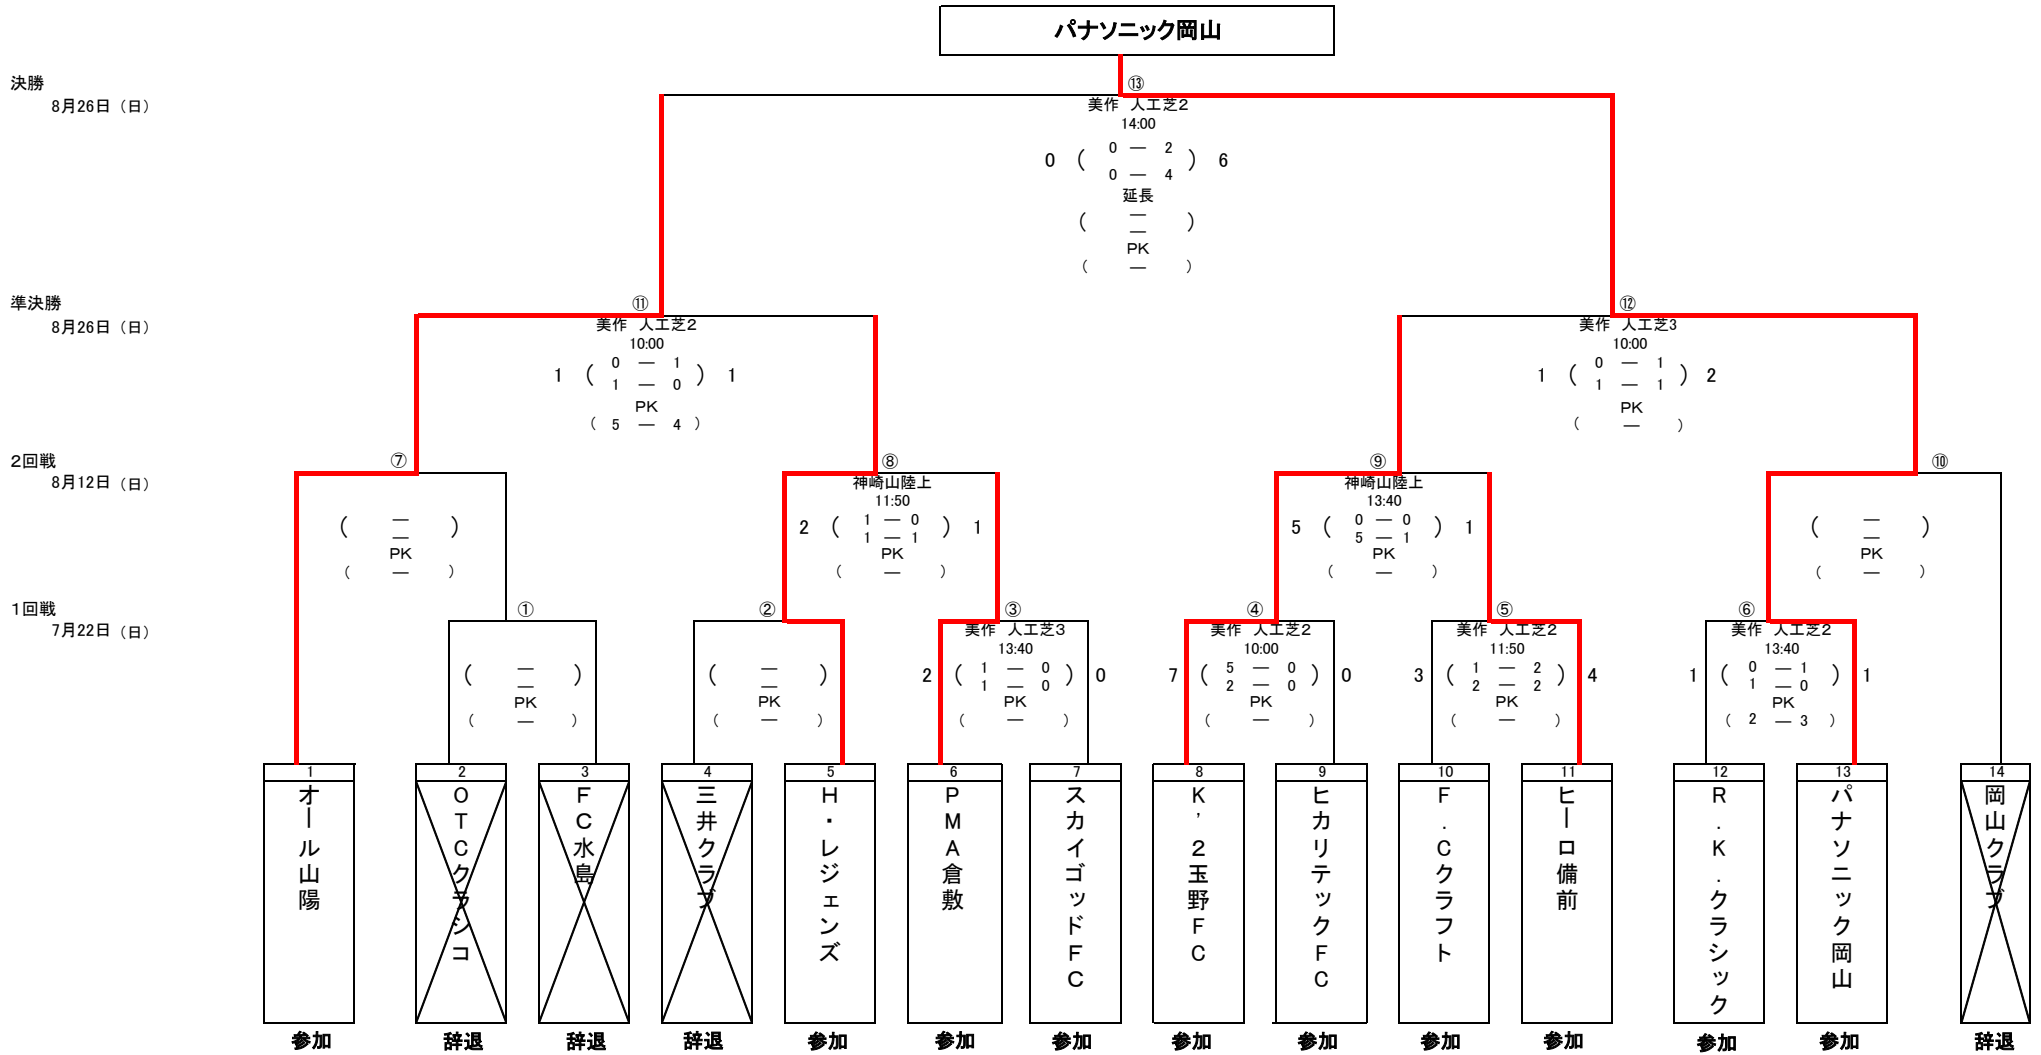 パナソニック岡山
決勝
8月26日（日）
⑬
美作　人工芝2
14:00
0 ( 0 ― 2 ) 6
0 ― 4
延長
( ― )
―
PK
( ― )
準決勝
8月26日（日）
⑪
美作　人工芝2
10:00
1 ( 0 ― 1 ) 1
1 ― 0
PK
( 5 ― 4 )
⑫
美作　人工芝3
10:00
1 ( 0 ― 1 ) 2
1 ― 1
PK
( ― )
2回戦
8月12日（日）
⑦
( ― )
―
PK
( ― )
⑧
神崎山陸上
11:50
2 ( 1 ― 0 ) 1
1 ― 1
PK
( ― )
⑨
神崎山陸上
13:40
5 ( 0 ― 0 ) 1
5 ― 1
PK
( ― )
⑩
( ― )
―
PK
( ― )
1回戦
7月22日（日）
①
( ― )
―
PK
( ― )
②
( ― )
―
PK
( ― )
③
美作　人工芝3
13:40
2 ( 1 ― 0 ) 0
1 ― 0
PK
( ― )
④
美作　人工芝2
10:00
7 ( 5 ― 0 ) 0
2 ― 0
PK
( ― )
⑤
美作　人工芝2
11:50
3 ( 1 ― 2 ) 4
2 ― 2
PK
( ― )
⑥
美作　人工芝2
13:40
1 ( 0 ― 1 ) 1
1 ― 0
PK
( 2 ― 3 )
1
オール山陽
参加
2
OTCクラシコ
辞退
3
FC水島
辞退
4
三井クラブ
辞退
5
H・レジェンズ
参加
6
PMA倉敷
参加
7
スカイゴッドFC
参加
8
K'2玉野FC
参加
9
ヒカリテックFC
参加
10
F.Cクラフト
参加
11
ヒーロ備前
参加
12
R.K.クラシック
参加
13
パナソニック岡山
参加
14
岡山クラブ
辞退